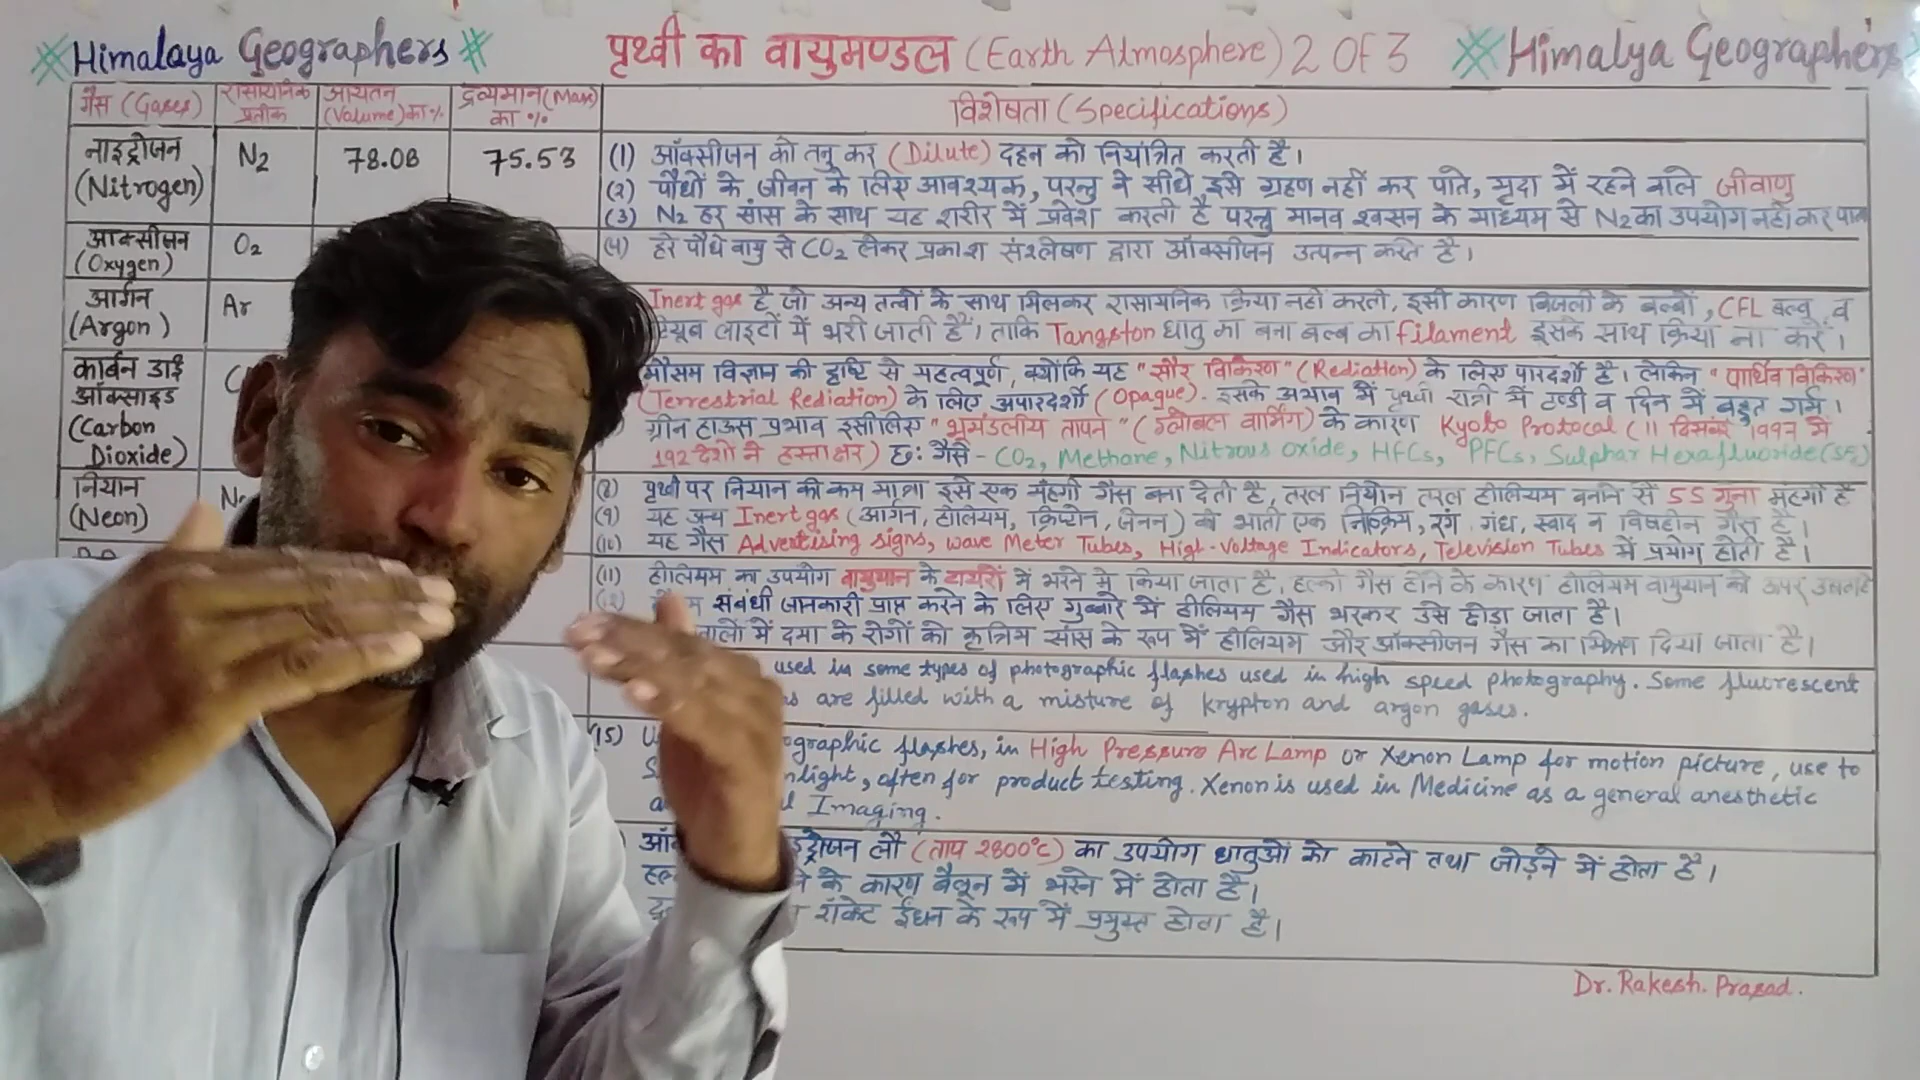 Himalaya Geographers
पृथ्वी का वायुमण्डल (Earth Atmosphere) 2 OF 3
Himalya Geographers
गैस (Gases)
रासायनिक प्रतीक
आयतन (Volume) का %
द्रव्यमान (Mass) का %
विशेषता (Specifications)
नाइट्रोजन (Nitrogen)
N2
78.08
75.53
(1) ऑक्सीजन को तनु कर (Dilute) दहन को नियंत्रित करती है।
(2) पौधों के जीवन के लिए आवश्यक, परन्तु वे सीधे इसे ग्रहण नहीं कर पाते, मृदा में रहने वाले जीवाणु
(3) N2 हर सांस के साथ यह शरीर में प्रवेश करती है परन्तु मानव श्वसन के माध्यम से N2 का उपयोग नहीं कर पाता
ऑक्सीजन (Oxygen)
O2
(4) हरे पौधे वायु से CO2 लेकर प्रकाश संश्लेषण द्वारा ऑक्सीजन उत्पन्न करते है।
आर्गन (Argon)
Ar
Inert gas है जो अन्य तत्वों के साथ मिलकर रासायनिक क्रिया नहीं करती, इसी कारण बिजली के बल्बों, CFL बल्ब, व
ट्यूब लाइटों में भरी जाती है। ताकि Tangston धातु का बना बल्ब का filament इसके साथ क्रिया ना करे।
कार्बन डाई ऑक्साइड (Carbon Dioxide)
मौसम विज्ञान की दृष्टि से महत्वपूर्ण, क्योंकि यह "सौर विकिरण" (Rediation) के लिए पारदर्शी है। लेकिन "पार्थिव विकिरण"
(Terrestrial Rediation) के लिए अपारदर्शी (Opaque). इसके अभाव में पृथ्वी रात्री में ठण्डी व दिन में बहुत गर्म।
ग्रीन हाऊस प्रभाव इसीलिए "भूमंडलीय तापन" (ग्लोबल वार्मिंग) के कारण Kyoto Protocal (11 दिसम्बर 1997 में
192 देशों ने हस्ताक्षर) छः गैसें - CO2, Methane, Nitrous Oxide, HFCs, PFCs, Sulphar Hexafluoride (SF6)
नियॉन (Neon)
(8) पृथ्वी पर नियॉन की कम मात्रा इसे एक मंहगी गैस बना देती है, तरल नियोन तरल हीलियम बनाने से 55 गुना मंहगी है
(9) यह अन्य Inert gas (आर्गन, हीलियम, क्रिप्टोन, जेनन) की भांती एक निष्क्रिय, रंग, गंध, स्वाद व विषहीन गैस है।
(10) यह गैस Advertising signs, Wave Meter Tubes, High-Voltage Indicators, Television Tubes में प्रयोग होती है।
(11) हीलियम का उपयोग वायुयान के टायरों में भरने मे किया जाता है, हल्की गैस होने के कारण हीलियम वायुयान को ऊपर
संबंधी जानकारी प्राप्त करने के लिए गुब्बारे में हीलियम गैस भरकर उसे छोड़ा जाता है।
में दमा के रोगों को कृत्रिम सांस के रूप में हीलियम और ऑक्सीजन गैस का मिश्रण दिया जाता है।
used in some types of photographic flashes used in high speed photography. Some flurescent
are filled with a misture of krypton and argon gases.
(15)
ographic flashes, in High Pressure Arc Lamp or Xenon Lamp for motion picture, use to
nlight, often for product testing. Xenon is used in Medicine as a general anesthetic
Imaging.
लौ (ताप 2800°C) का उपयोग धातुओं को काटने तथा जोड़ने में होता है।
के कारण बैलून में भरने में होता है।
रॉकेट ईंधन के रूप में प्रयुक्त होता है।
Dr. Rakesh. Prasad.